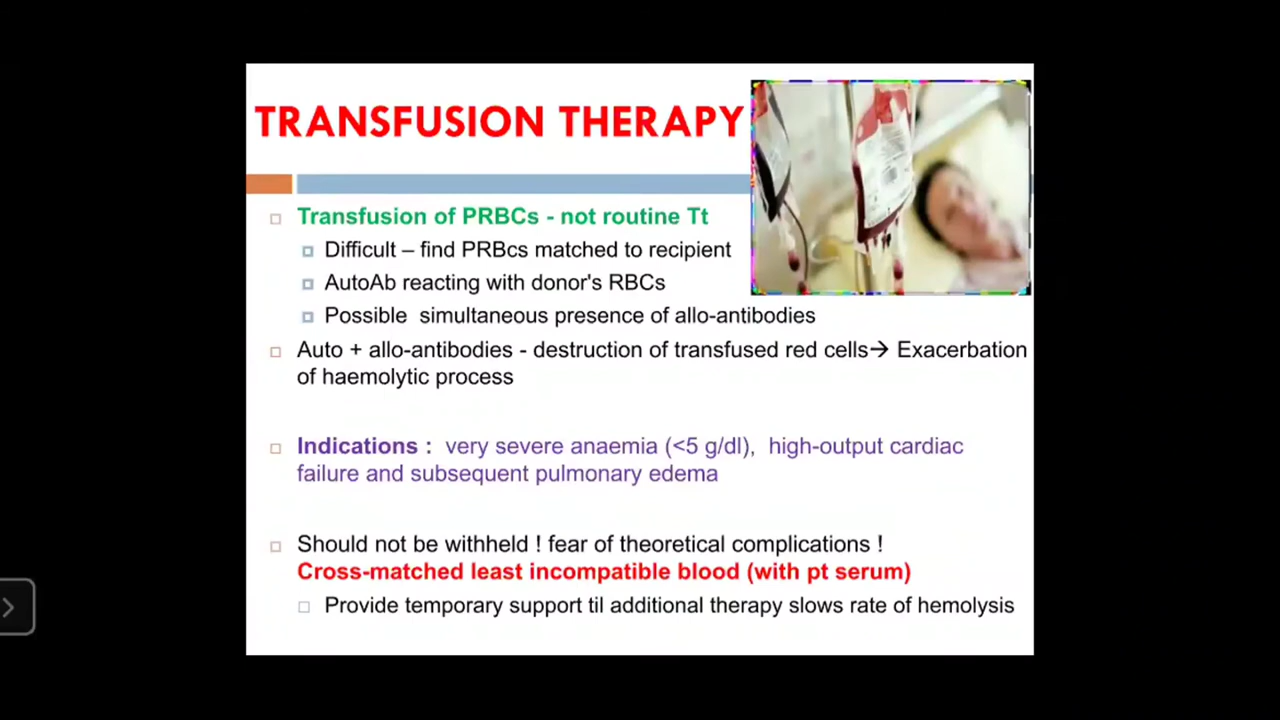 TRANSFUSION THERAPY
Transfusion of PRBCs - not routine Tt
Difficult – find PRBcs matched to recipient
AutoAb reacting with donor's RBCs
Possible simultaneous presence of allo-antibodies
Auto + allo-antibodies - destruction of transfused red cells→ Exacerbation
of haemolytic process
Indications : very severe anaemia (<5 g/dl), high-output cardiac
failure and subsequent pulmonary edema
Should not be withheld ! fear of theoretical complications !
Cross-matched least incompatible blood (with pt serum)
Provide temporary support til additional therapy slows rate of hemolysis